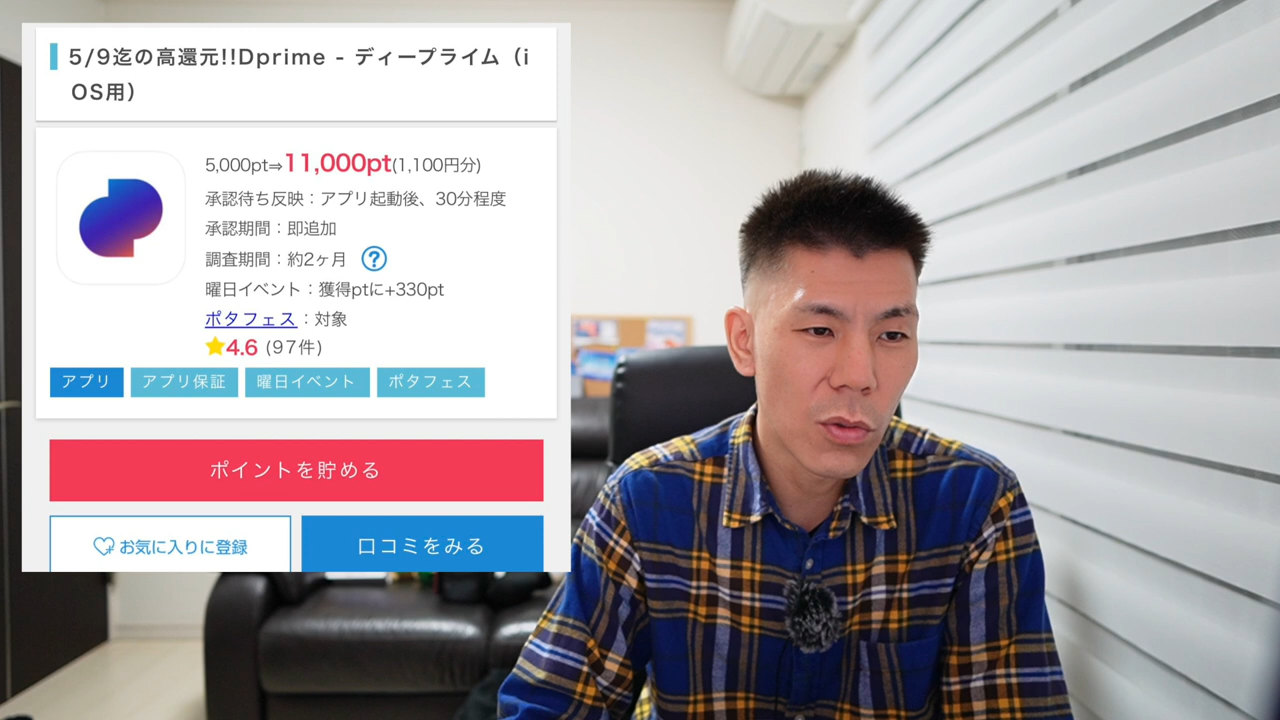 5/9迄の高還元!!Dprime - ディープライム（i
OS用）
5,000pt⇒11,000pt(1,100円分)
承認待ち反映：アプリ起動後、30分程度
承認期間：即追加
調査期間：約2ヶ月 ?
曜日イベント：獲得ptに+330pt
ポタフェス：対象
4.6 (97件)
アプリ アプリ保証 曜日イベント ポタフェス
ポイントを貯める
お気に入りに登録 口コミをみる